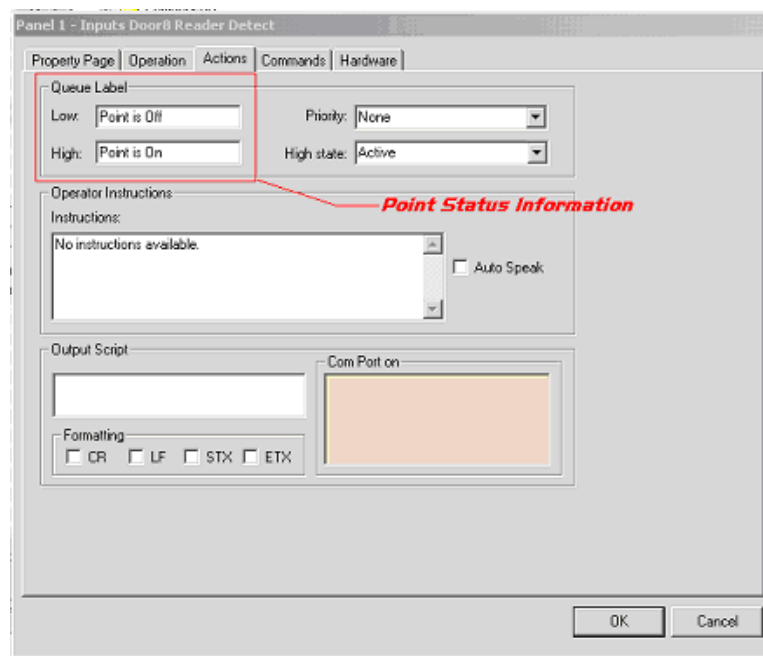 Panel 1 - Inputs Door8 Reader Detect
Property Page Operation Actions Commands Hardware
Queue Label
Low: Point is Off Priority: None
High: Point is On High state: Active
Point Status Information
Operator Instructions
Instructions:
No instructions available.
Auto Speak
Output Script
Com Port on
Formatting
CR LF STX ETX
OK Cancel